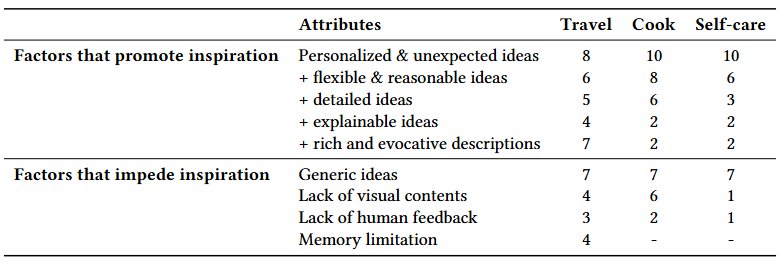 Attributes Travel Cook Self-care
Factors that promote inspiration Personalized & unexpected ideas 8 10 10
+ flexible & reasonable ideas 6 8 6
+ detailed ideas 5 6 3
+ explainable ideas 4 2 2
+ rich and evocative descriptions 7 2 2
Factors that impede inspiration Generic ideas 7 7 7
Lack of visual contents 4 6 1
Lack of human feedback 3 2 1
Memory limitation 4 - -